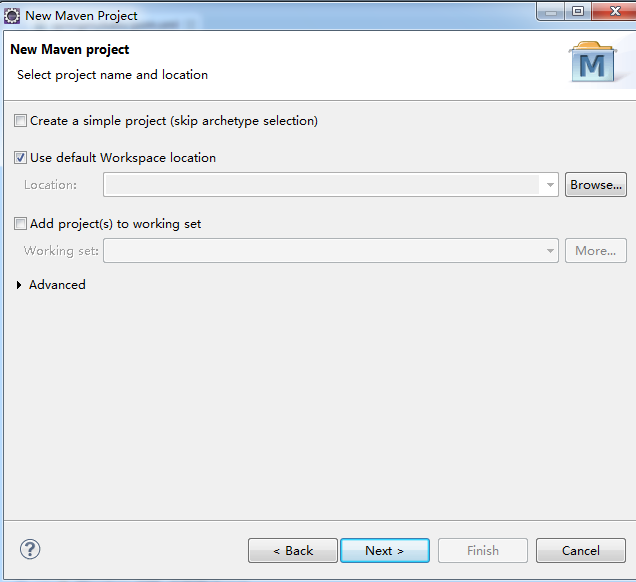 New Maven Project
New Maven project
Select project name and location
M
Create a simple project (skip archetype selection)
Use default Workspace location
Location:
Browse...
Add project(s) to working set
Working set:
More...
Advanced
?
< Back
Next >
Finish
Cancel